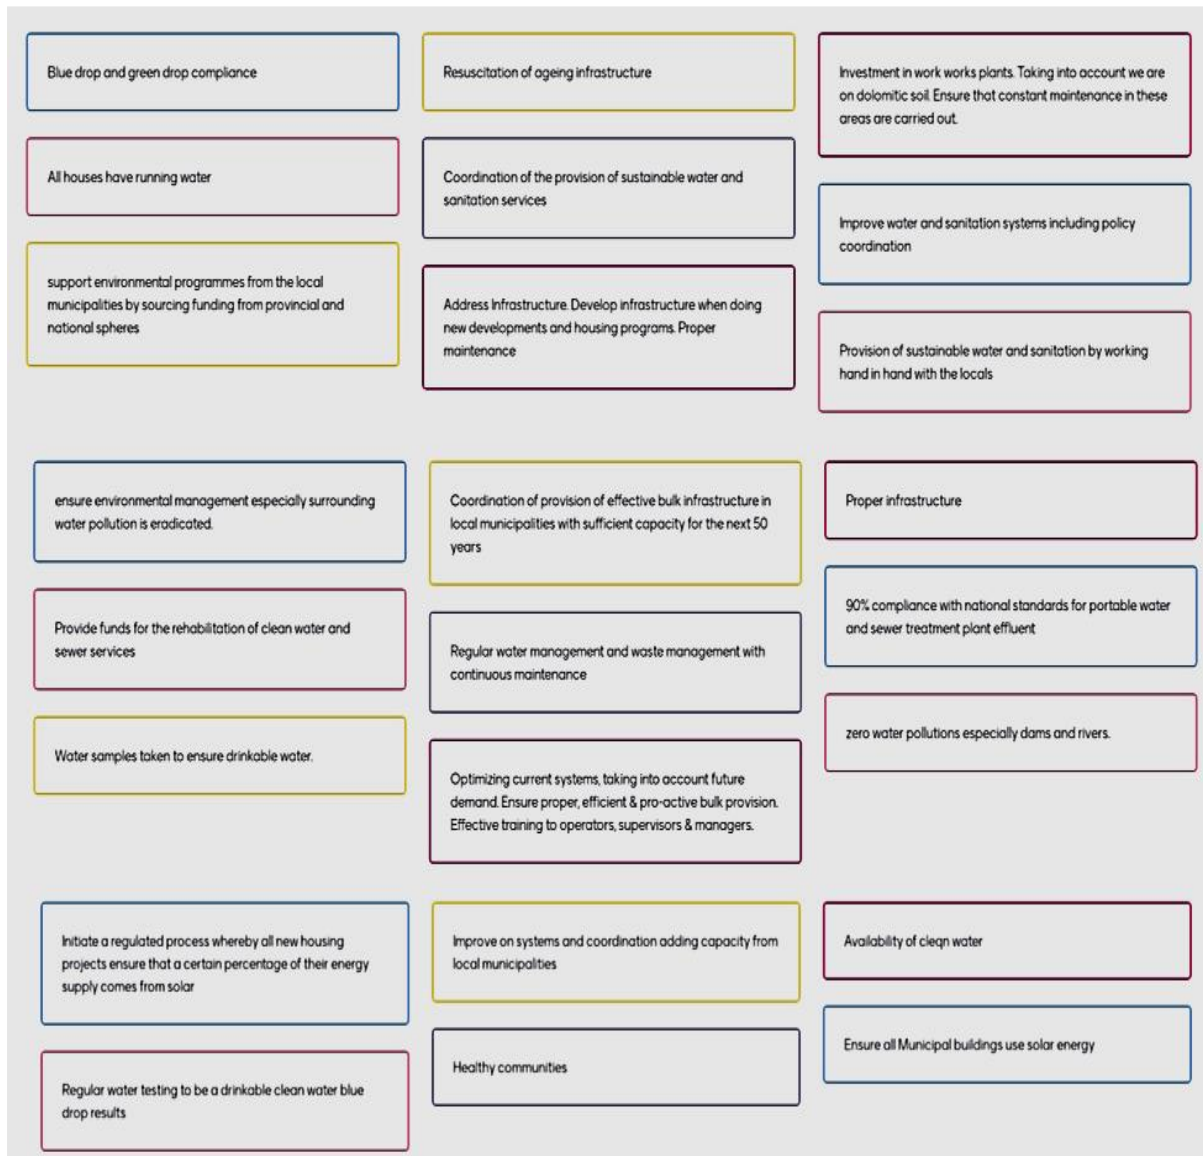 Blue drop and green drop compliance
All houses have running water
support environmental programmes from the local
municipalities by sourcing funding from provincial and
national spheres
Resuscitation of ageing infrastructure
Coordination of the provision of sustainable water and
sanitation services
Address Infrastructure. Develop infrastructure when doing
new developments and housing programs. Proper
maintenance
Investment in work works plants. Taking into account we are
on dolomitic soil. Ensure that constant maintenance in these
areas are carried out.
Improve water and sanitation systems including policy
coordination
Provision of sustainable water and sanitation by working
hand in hand with the locals
ensure environmental management especially surrounding
water pollution is eradicated.
Provide funds for the rehabilitation of clean water and
sewer services
Water samples taken to ensure drinkable water.
Coordination of provision of effective bulk infrastructure in
local municipalities with sufficient capacity for the next 50
years
Regular water management and waste management with
continuous maintenance
Optimizing current systems, taking into account future
demand. Ensure proper, efficient & pro-active bulk provision.
Effective training to operators, supervisors & managers.
Proper infrastructure
90% compliance with national standards for portable water
and sewer treatment plant effluent
zero water pollutions especially dams and rivers.
Initiate a regulated process whereby all new housing
projects ensure that a certain percentage of their energy
supply comes from solar
Regular water testing to be a drinkable clean water blue
drop results
Improve on systems and coordination adding capacity from
local municipalities
Healthy communities
Availability of cleqn water
Ensure all Municipal buildings use solar energy